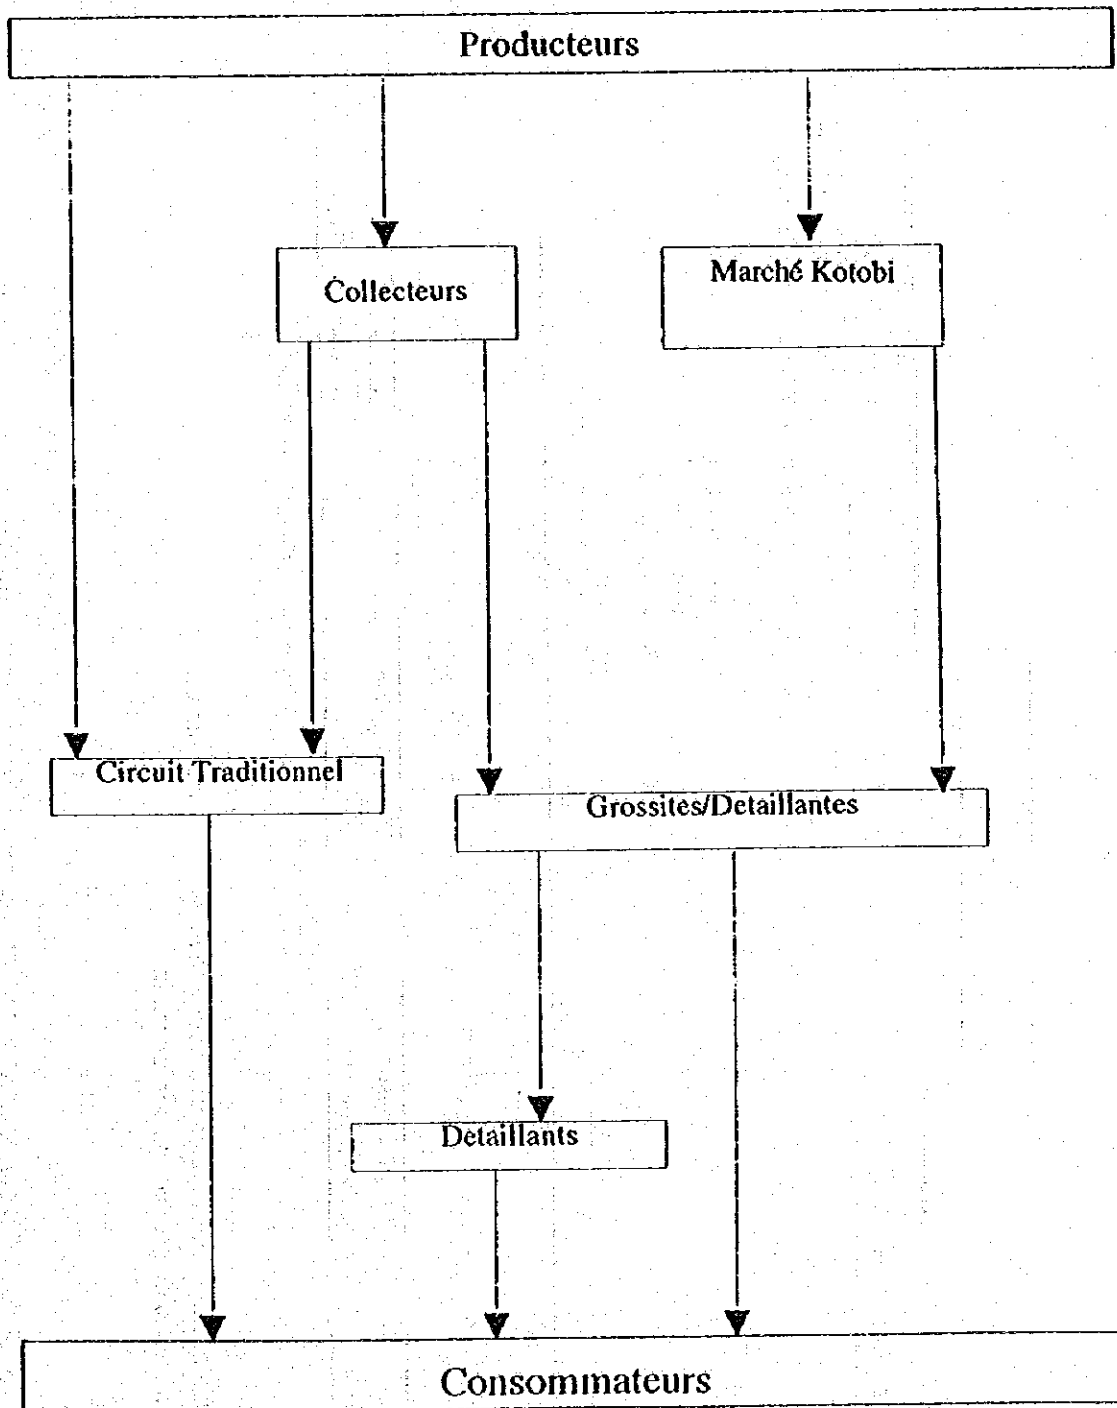 Producteurs
Collecteurs
Marché Kotobi
Circuit Traditionnel
Grossites/Detaillantes
Detaillants
Consommateurs